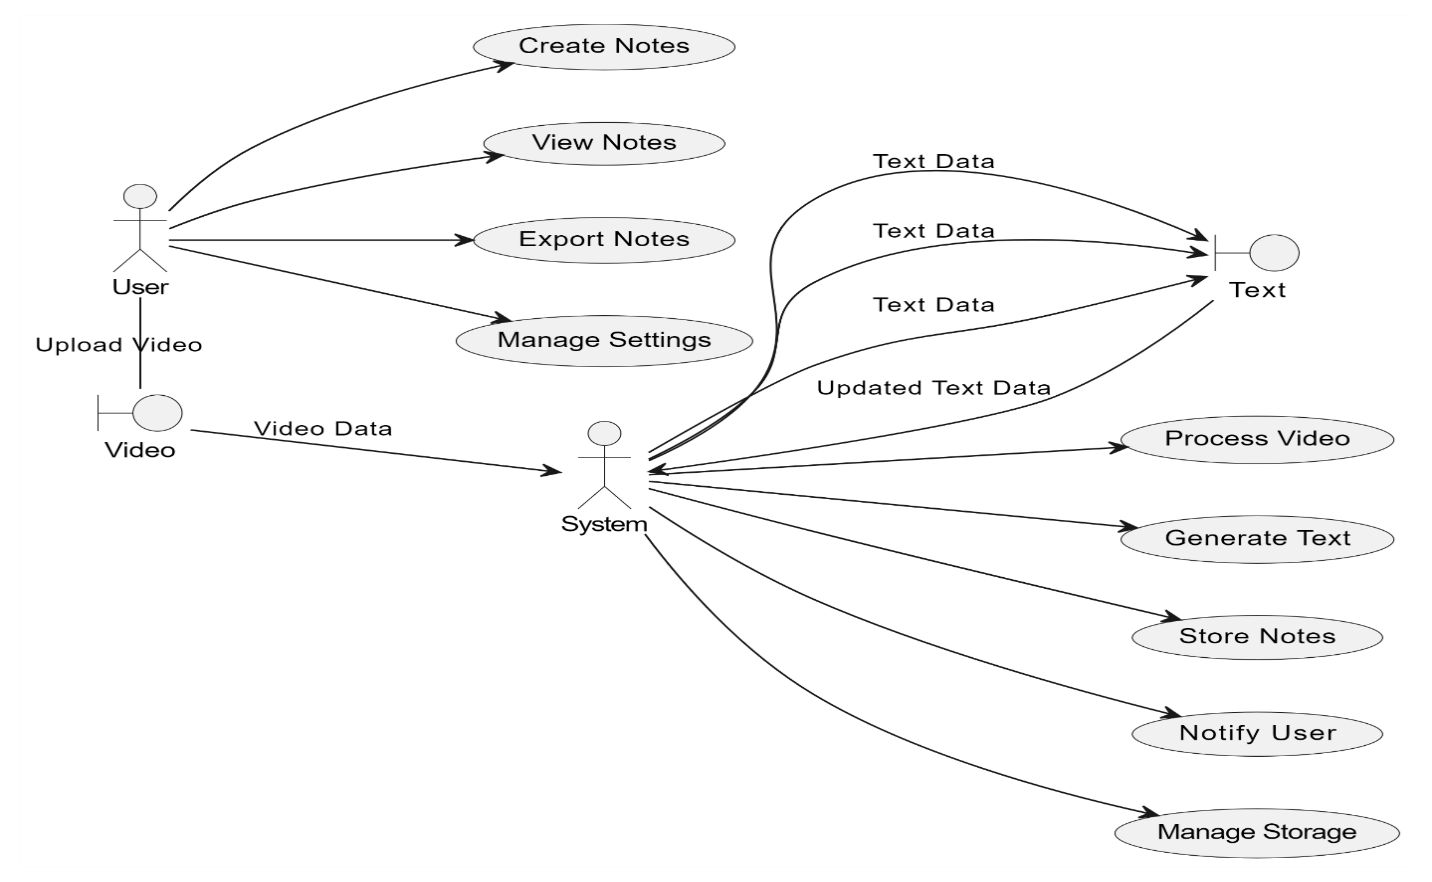 Create Notes
View Notes
Text Data
Text Data
Export Notes
User
Text
Text Data
Upload Video
Manage Settings
Updated Text Data
Video Data
Video
Process Video
System
Generate Text
Store Notes
Notify User
Manage Storage